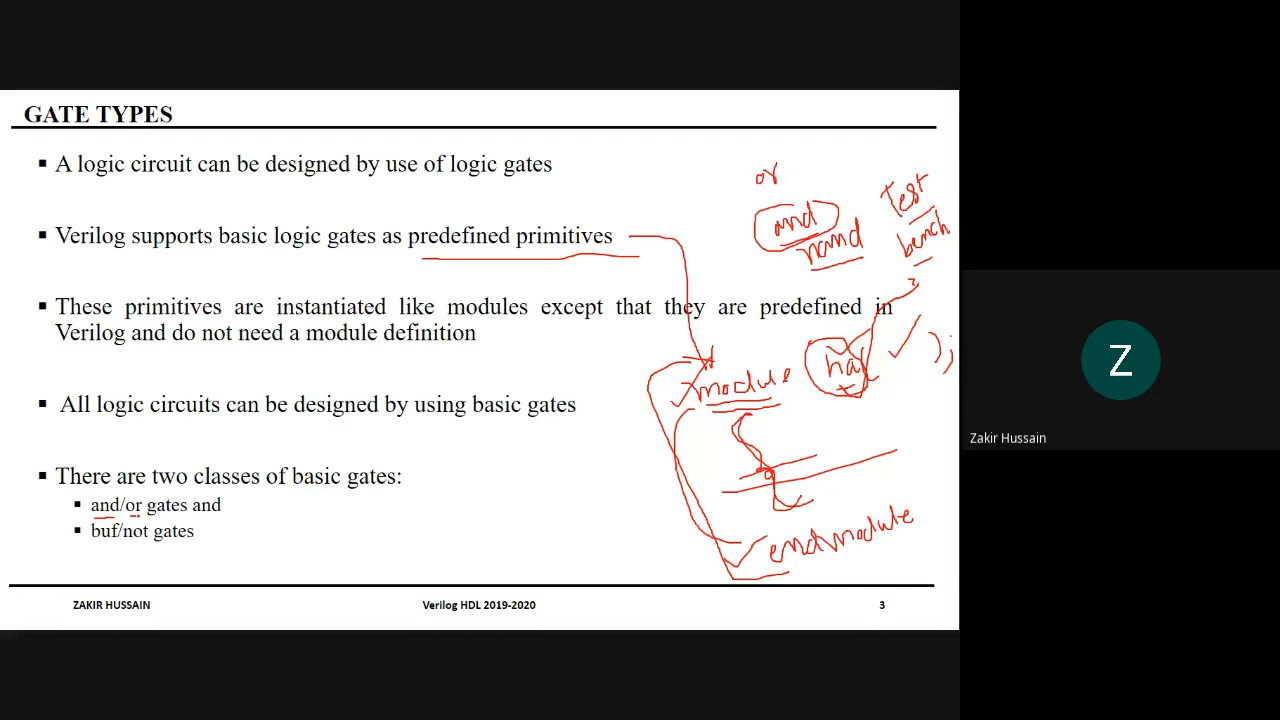 GATE TYPES
▪ A logic circuit can be designed by use of logic gates
or
Test
and
▪ Verilog supports basic logic gates as predefined primitives
nand
bench
▪ These primitives are instantiated like modules except that they are predefined in
Verilog and do not need a module definition
module
);
▪ All logic circuits can be designed by using basic gates
▪ There are two classes of basic gates:
▪ and/or gates and
▪ buf/not gates
endmodule
ZAKIR HUSSAIN
Verilog HDL 2019-2020
3
Z
Zakir Hussain